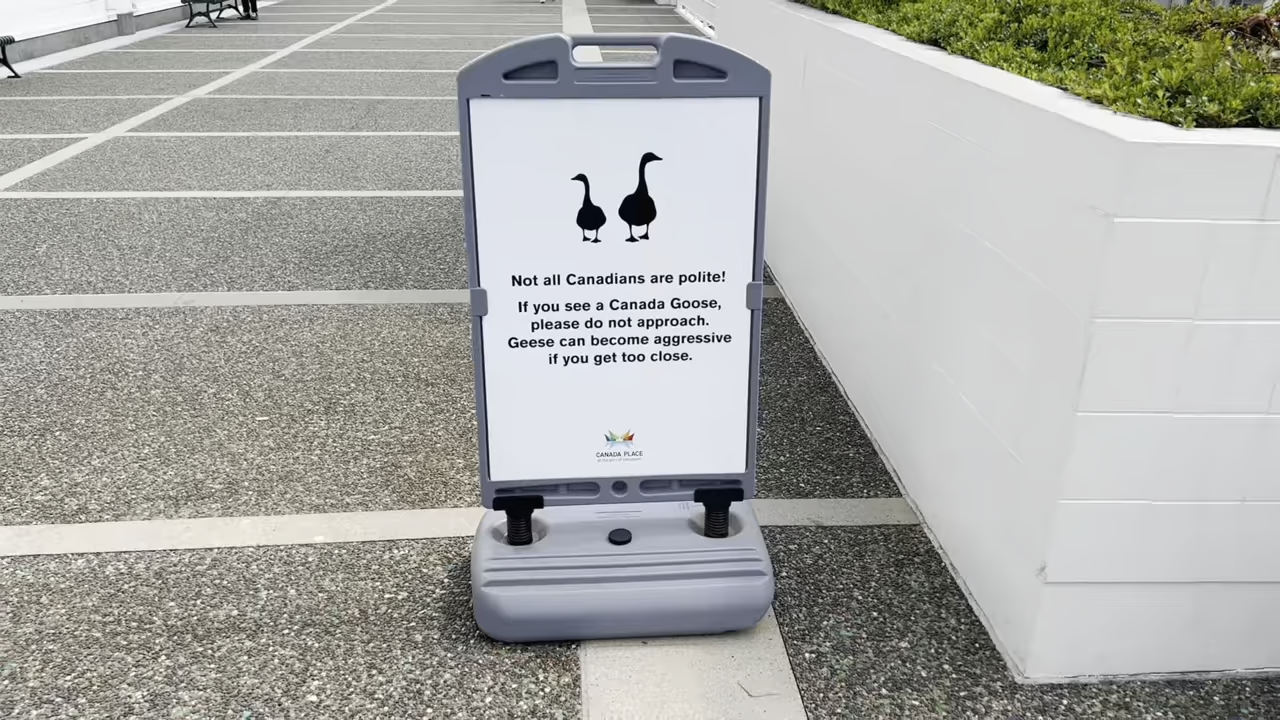 Not all Canadians are polite!
If you see a Canada Goose,
please do not approach.
Geese can become aggressive
if you get too close.
CANADA PLACE